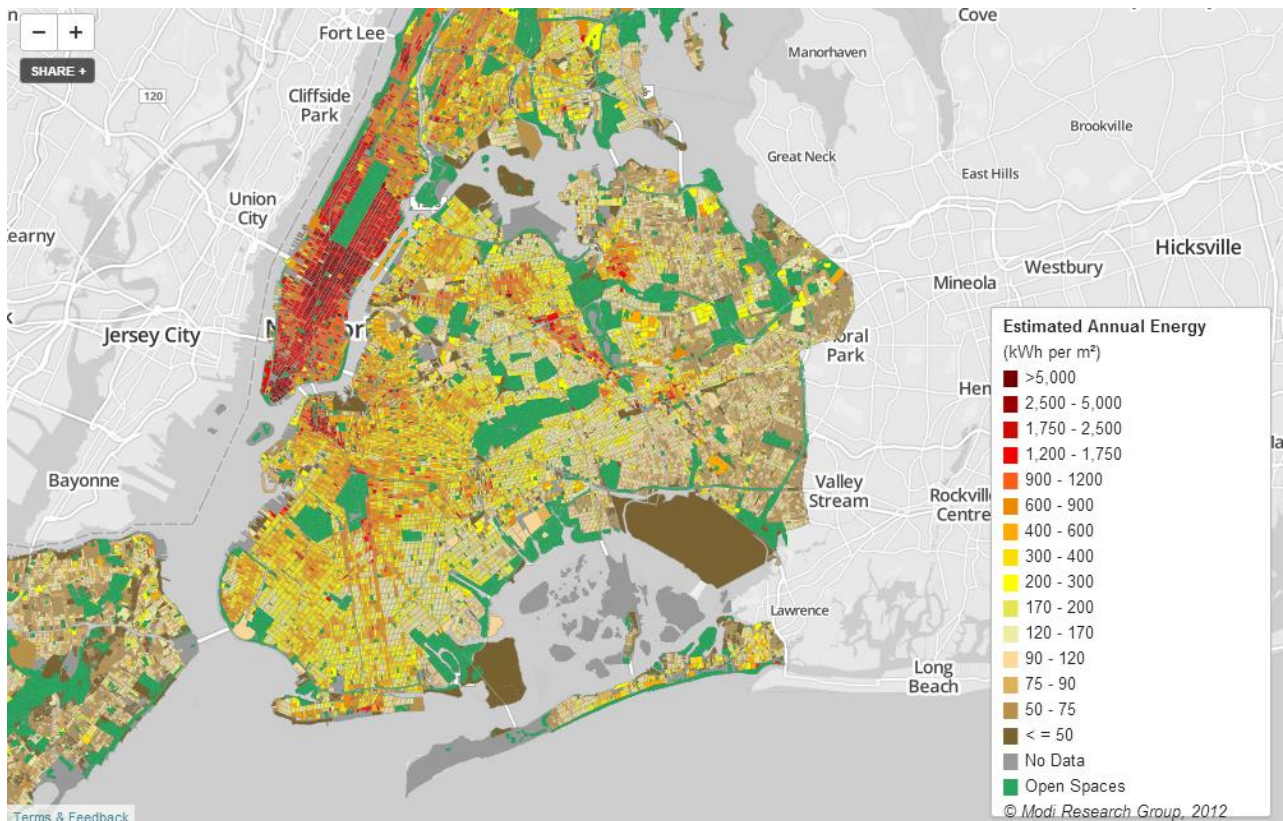 Fort Lee
Cove
Manorhaven
−
+
SHARE +
120
Cliffside
Park
Brookville
Great Neck
East Hills
Union
City
earny
Hicksville
Westbury
Mineola
Jersey City
Park
Bayonne
Valley
Stream
Rockville
Centre
Lawrence
Long
Beach
Estimated Annual Energy
(kWh per m²)
>5,000
2,500 - 5,000
1,750 - 2,500
1,200 - 1,750
900 - 1200
600 - 900
400 - 600
300 - 400
200 - 300
170 - 200
120 - 170
90 - 120
75 - 90
50 - 75
< = 50
No Data
Open Spaces
© Modi Research Group, 2012
Terms & Feedback